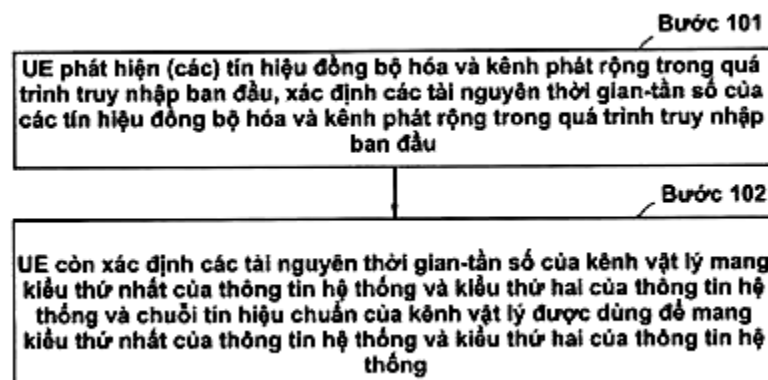 Bước 101
UE phát hiện (các) tín hiệu đồng bộ hóa và kênh phát rộng trong quá
trình truy nhập ban đầu, xác định các tài nguyên thời gian-tần số của
các tín hiệu đồng bộ hóa và kênh phát rộng trong quá trình truy nhập
ban đầu
Bước 102
UE còn xác định các tài nguyên thời gian-tần số của kênh vật lý mang
kiểu thứ nhất của thông tin hệ thống và kiểu thứ hai của thông tin hệ
thống và chuỗi tín hiệu chuẩn của kênh vật lý được dùng để mang
kiểu thứ nhất của thông tin hệ thống và kiểu thứ hai của thông tin hệ
thống